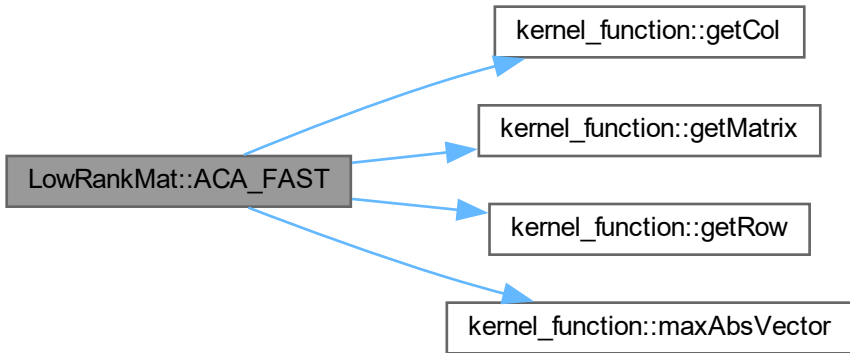 kernel_function::getCol
kernel_function::getMatrix
LowRankMat::ACA_FAST
kernel_function::getRow
kernel_function::maxAbsVector